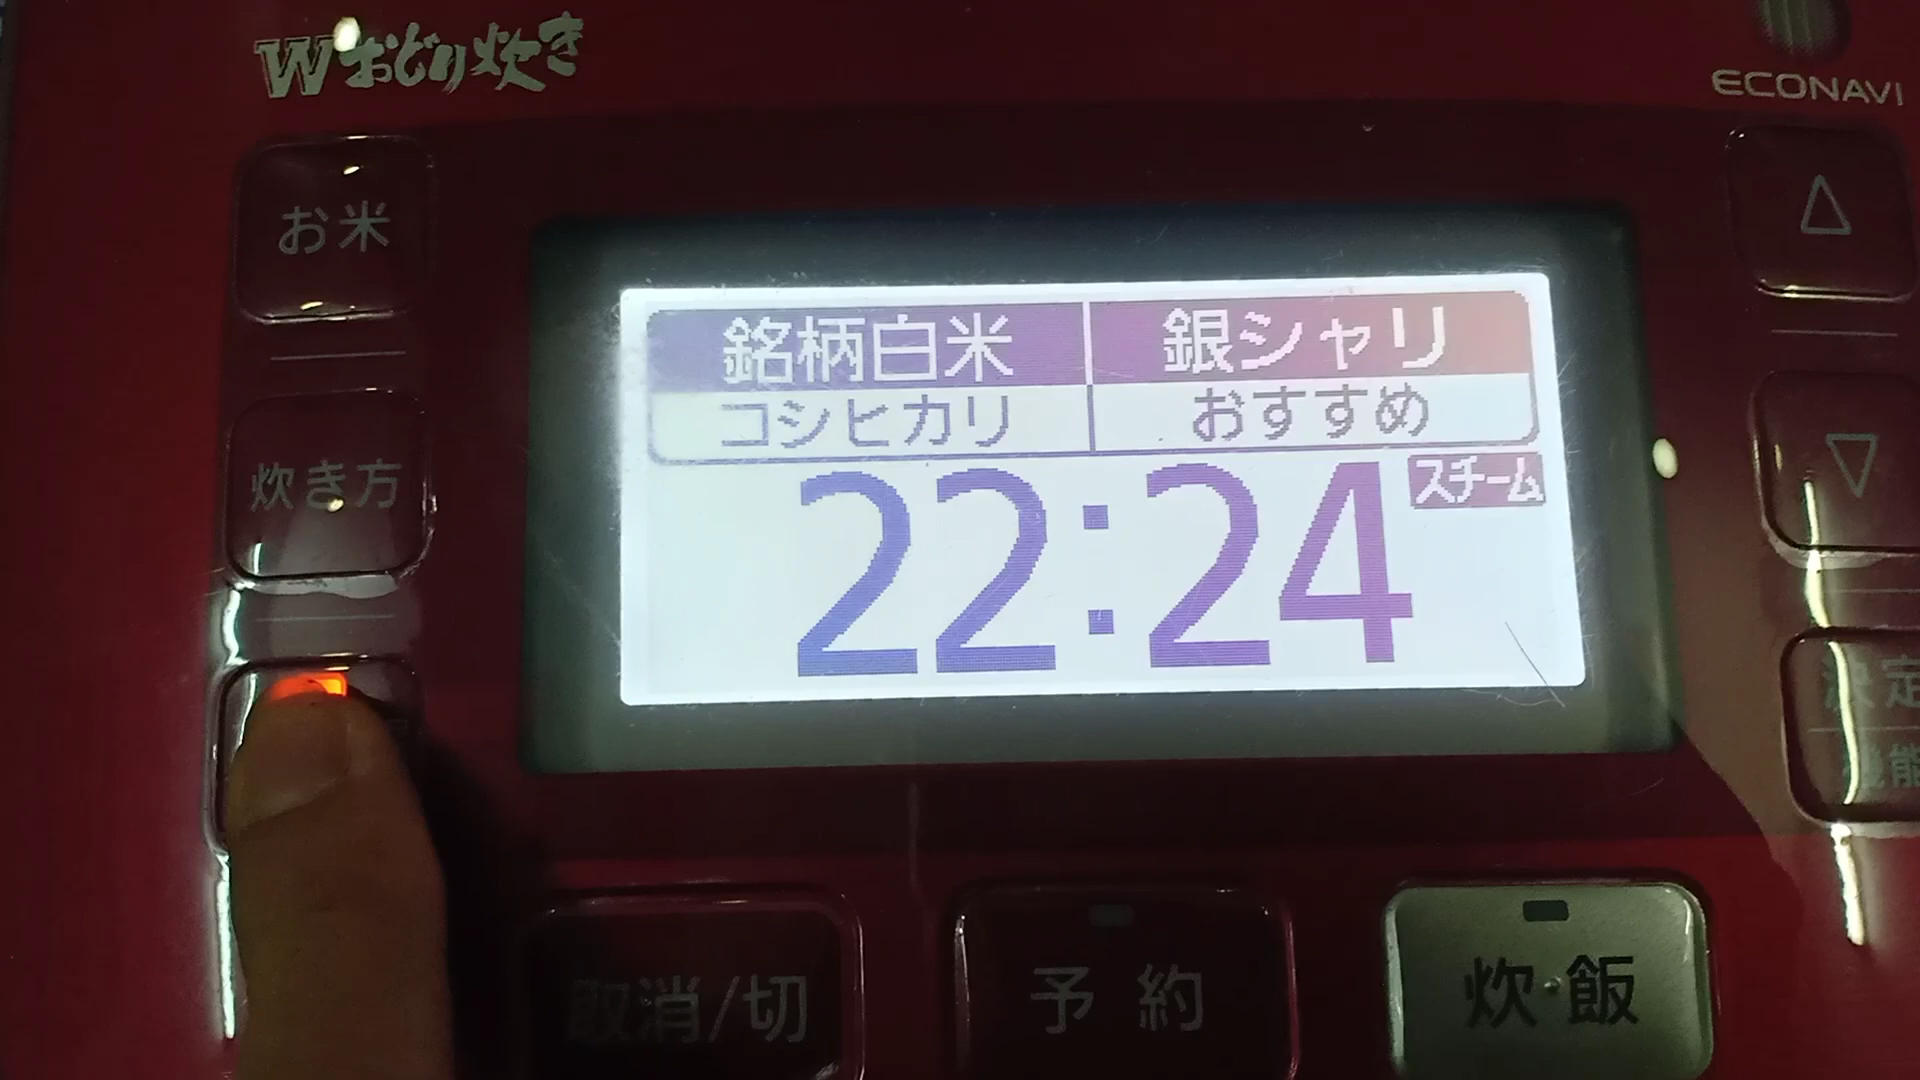 Wおどり炊き
ECONAVI
お米
△
銘柄白米 銀シャリ
コシヒカリ おすすめ
炊き方
▽
スチーム
22:24
決定
機能
取消/切
予約
炊飯